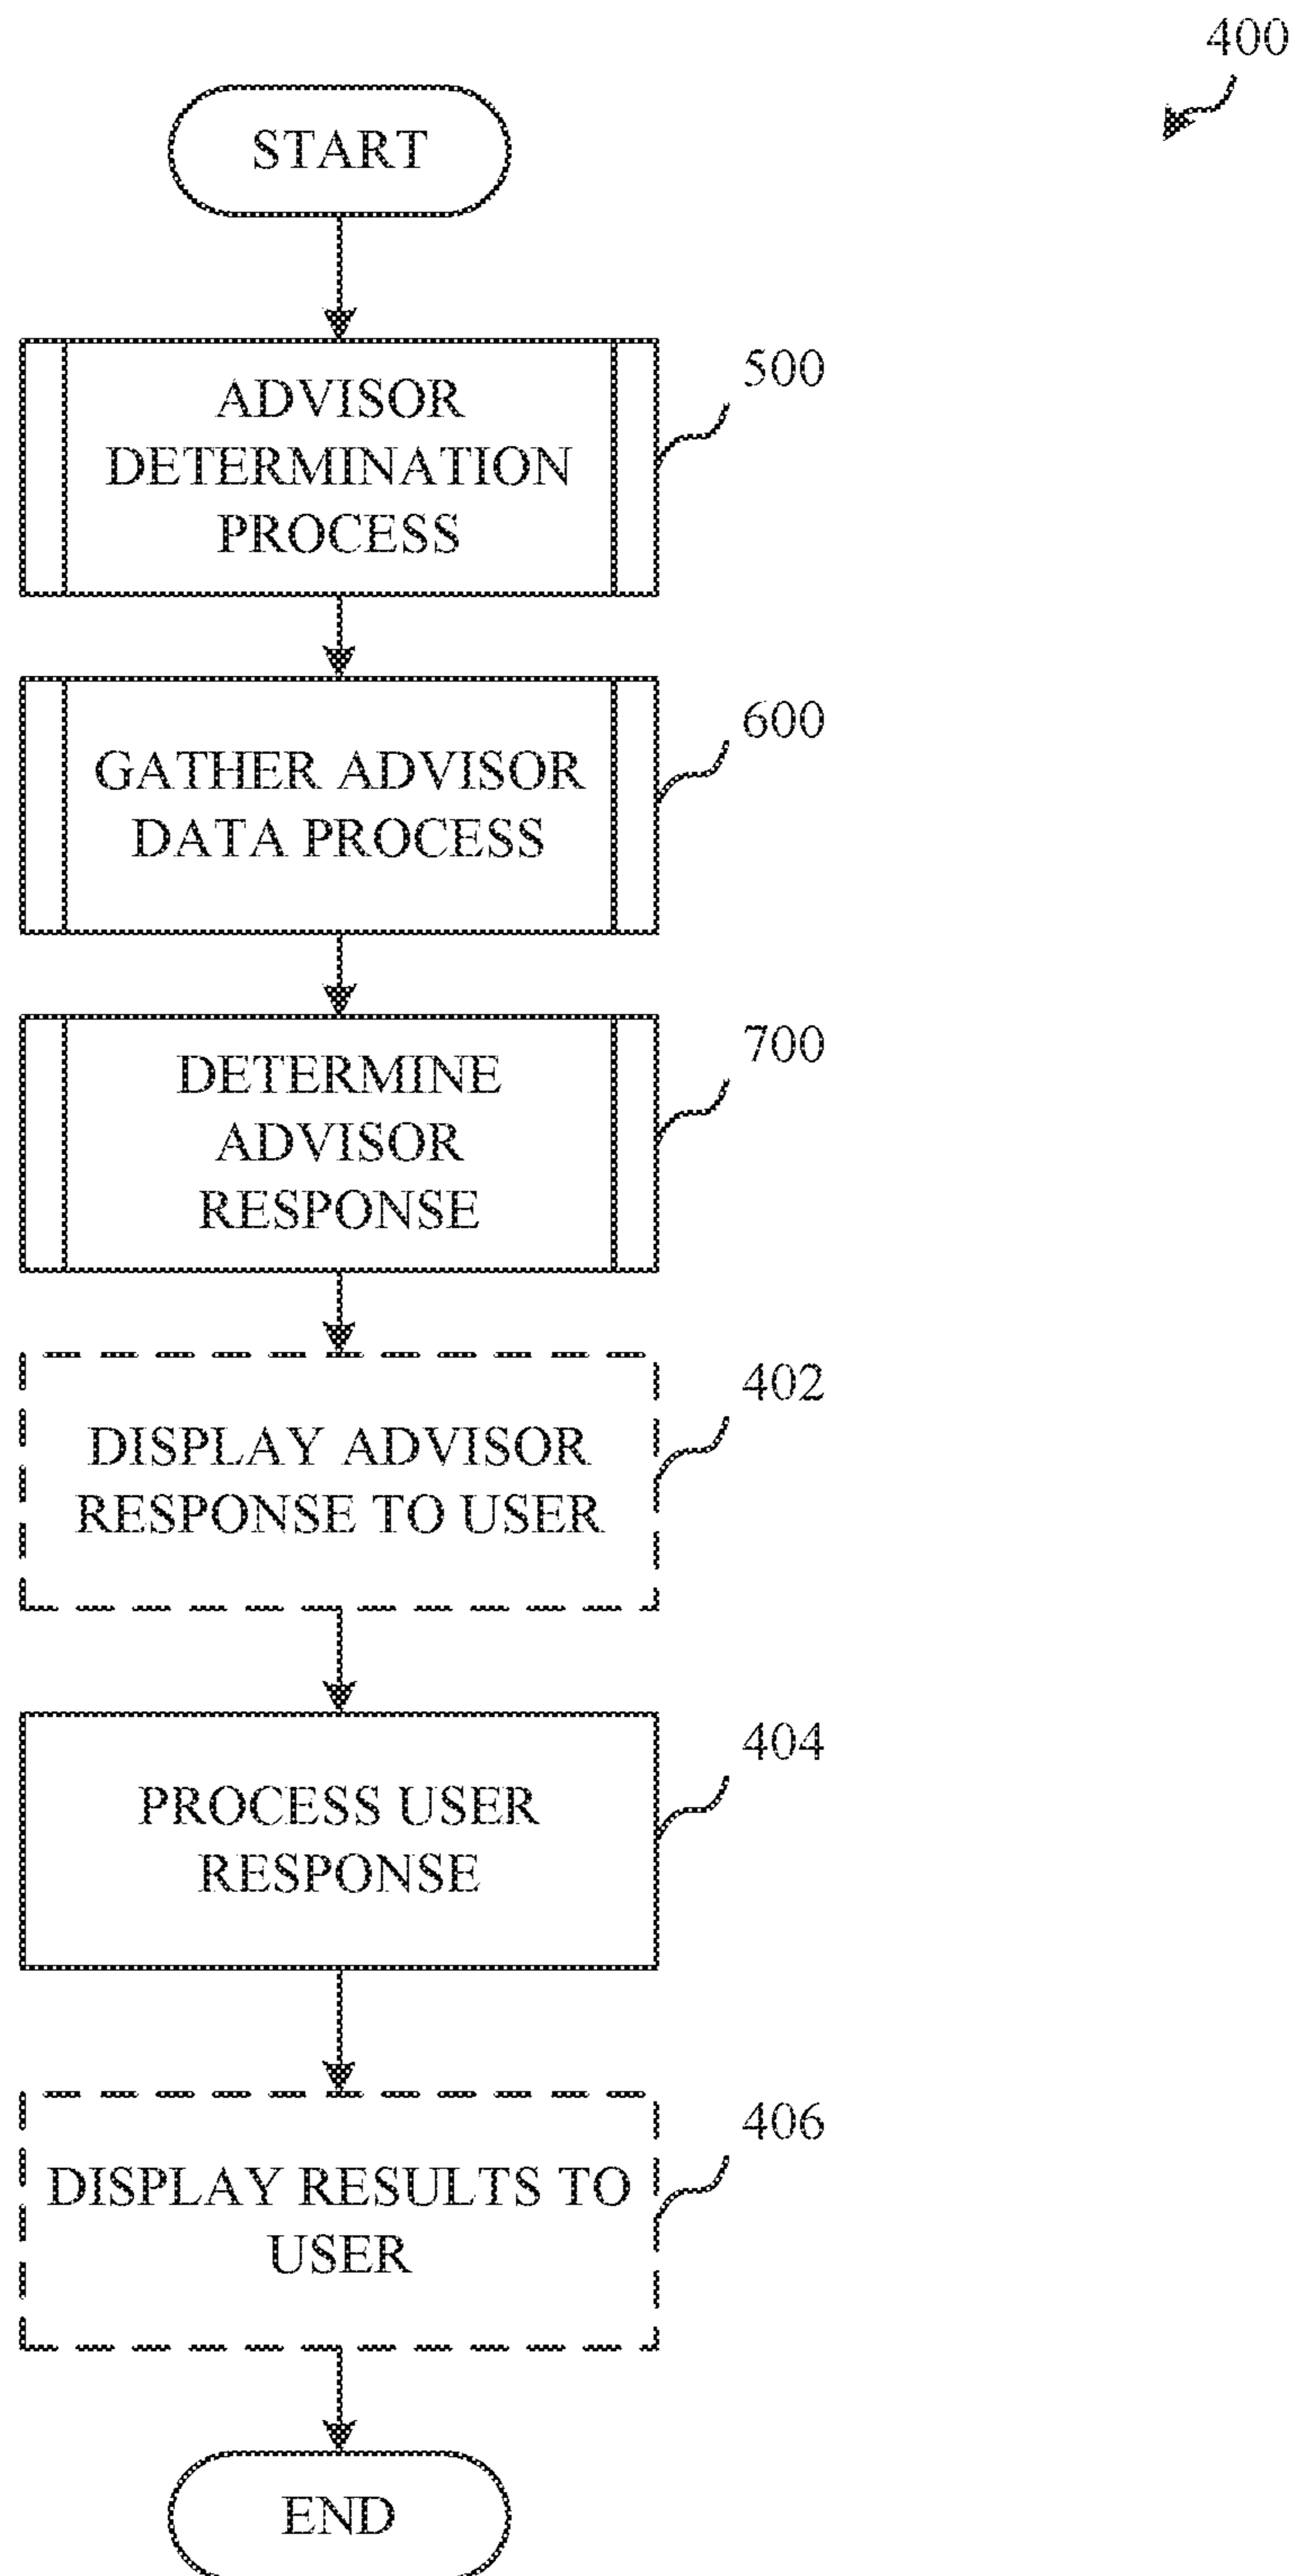 400
START
500
ADVISOR
DETERMINATION
PROCESS
600
GATHER ADVISOR
DATA PROCESS
700
DETERMINE
ADVISOR
RESPONSE
402
DISPLAY ADVISOR
RESPONSE TO USER
404
PROCESS USER
RESPONSE
406
DISPLAY RESULTS TO
USER
END